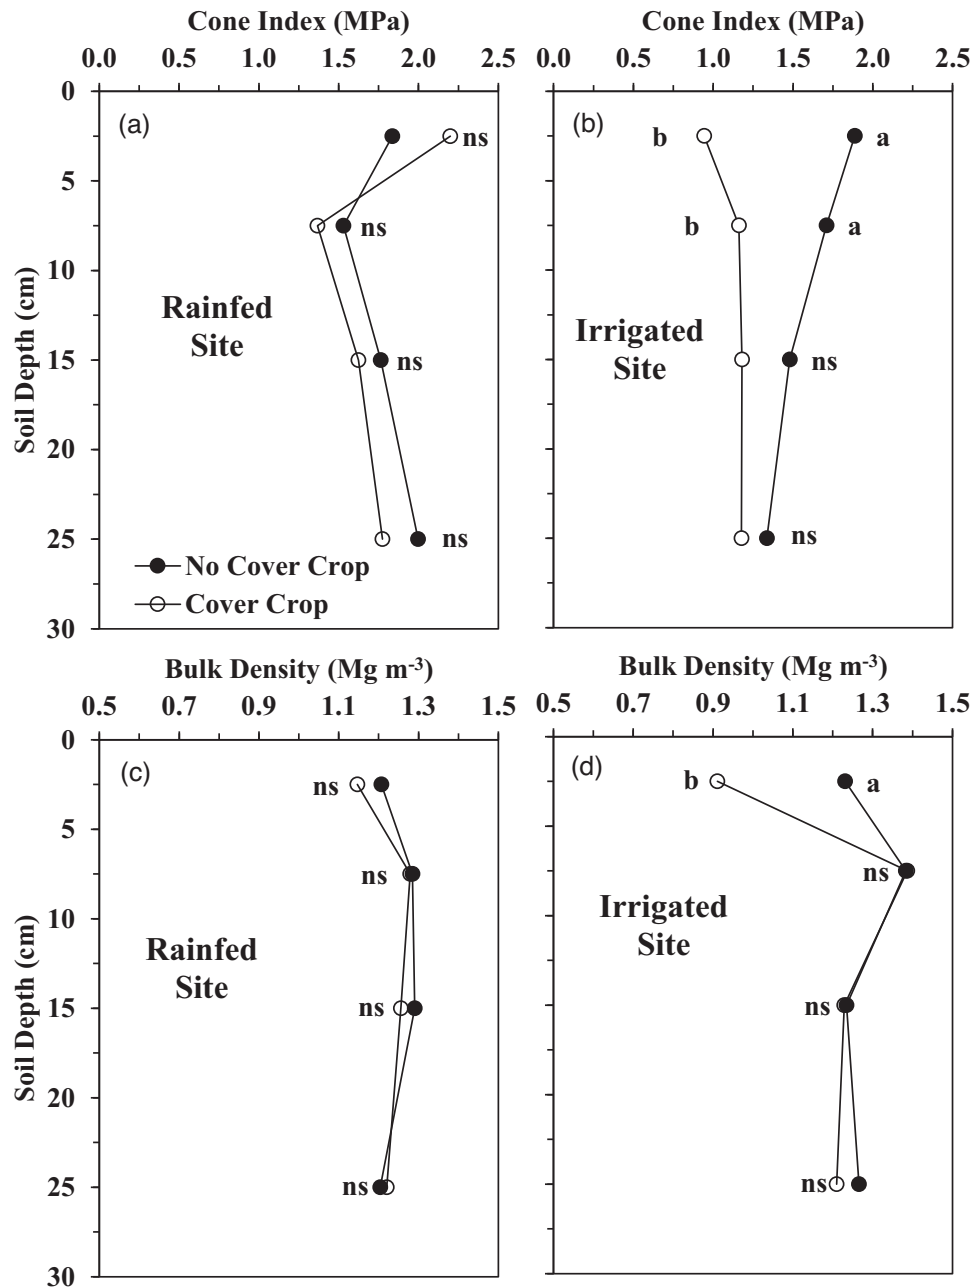 Cone Index (MPa)
0.0 0.5 1.0 1.5 2.0 2.5
0
5
10
15
20
25
30
Soil Depth (cm)
(a)
ns
ns
ns
ns
Rainfed
Site
No Cover Crop
Cover Crop
Cone Index (MPa)
0.0 0.5 1.0 1.5 2.0 2.5
(b)
b a
b a
ns
ns
Irrigated
Site
Bulk Density (Mg m-3)
0.5 0.7 0.9 1.1 1.3 1.5
0
5
10
15
20
25
30
Soil Depth (cm)
(c)
ns
ns
ns
ns
Rainfed
Site
Bulk Density (Mg m-3)
0.5 0.7 0.9 1.1 1.3 1.5
(d)
b a
ns
ns
ns
Irrigated
Site